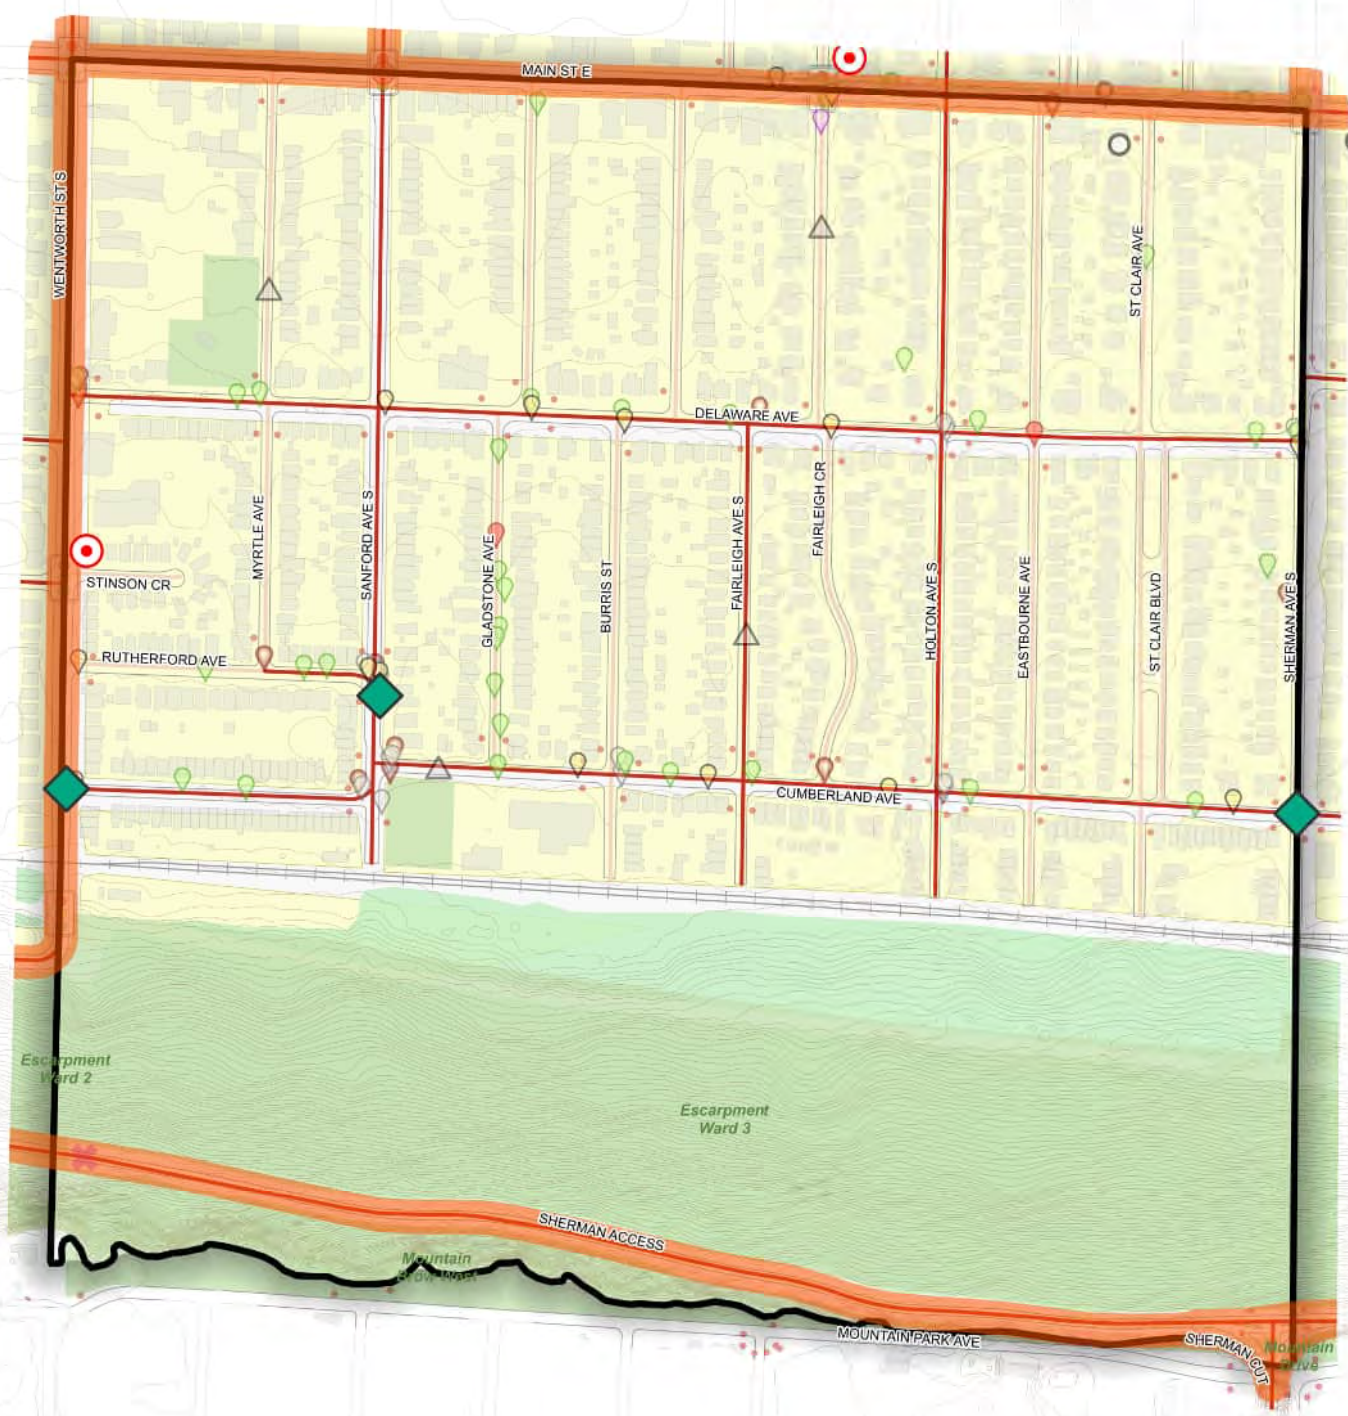 MAIN ST E
WENTWORTH ST S
ST CLAIR AVE
DELAWARE AVE
MYRTLE AVE
SANFORD AVE S
GLADSTONE AVE
BURRIS ST
FAIRLEIGH AVE S
FAIRLEIGH CR
HOLTON AVE S
EASTBOURNE AVE
ST CLAIR BLVD
SHERMAN AVE S
STINSON CR
RUTHERFORD AVE
CUMBERLAND AVE
Escarpment
Ward 2
Escarpment
Ward 3
SHERMAN ACCESS
Mountain
Brow West
MOUNTAIN PARK AVE
SHERMAN CUT
Mountain
Drive